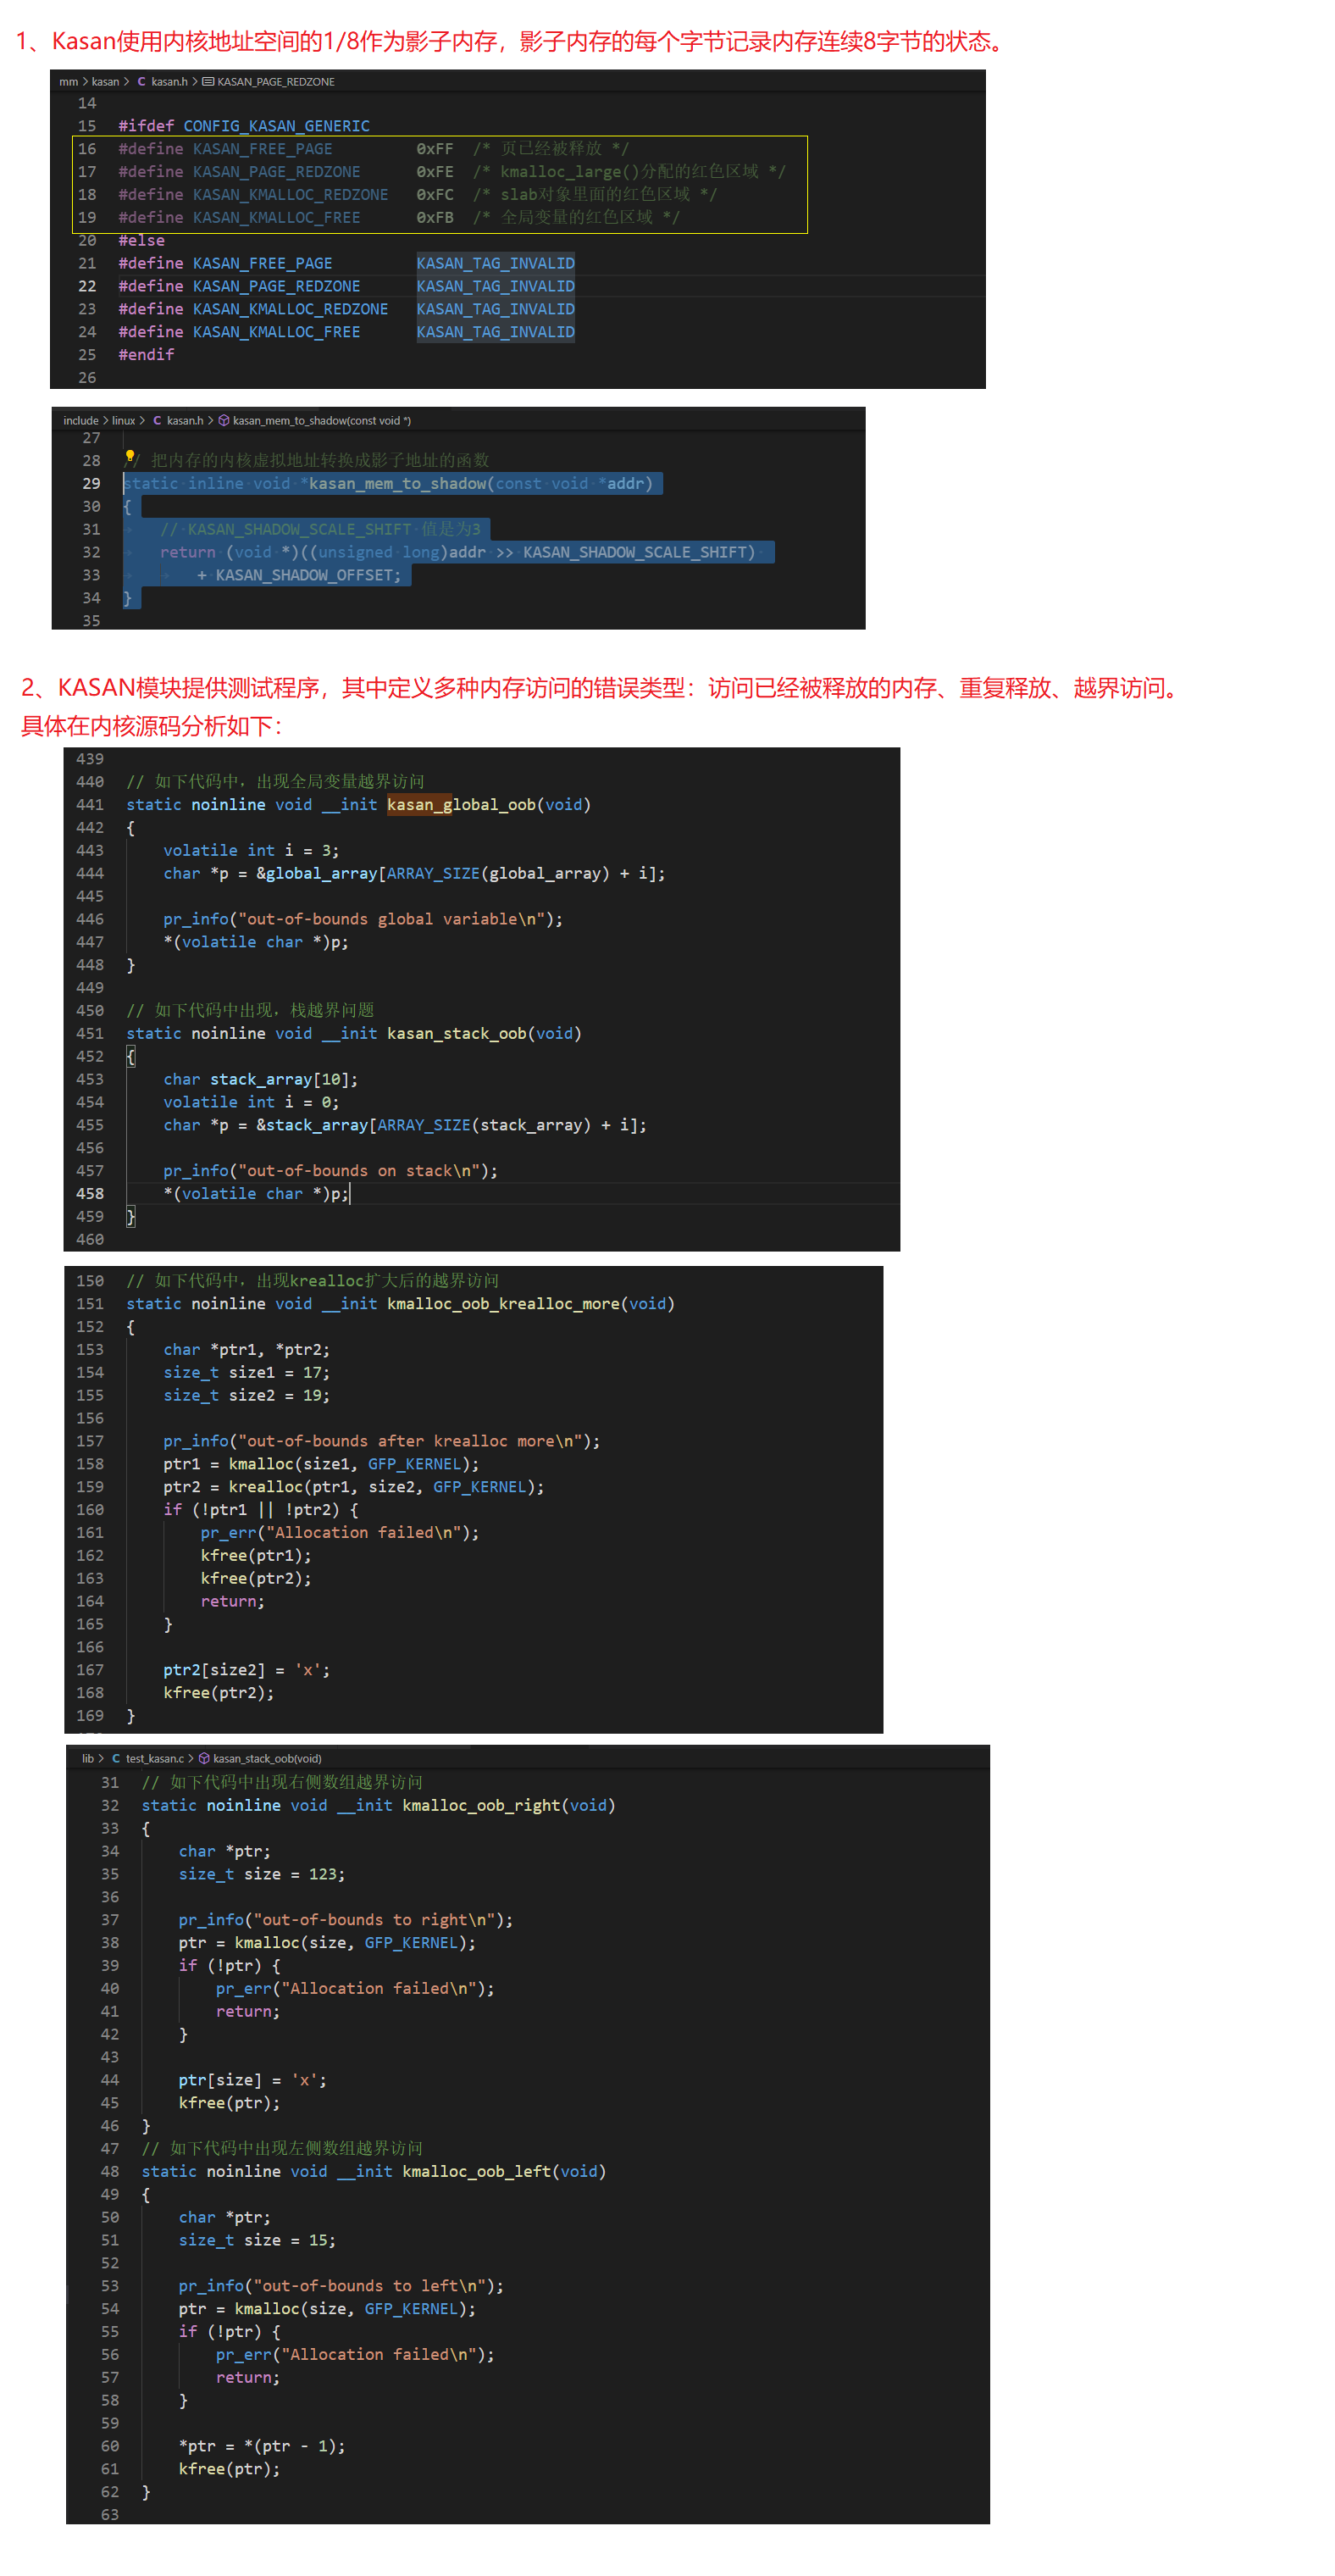 1、Kasan使用内核地址空间的1/8作为影子内存，影子内存的每个字节记录内存连续8字节的状态。
mm > kasan > C kasan.h > KASAN_PAGE_REDZONE
14
15 #ifdef CONFIG_KASAN_GENERIC
16 #define KASAN_FREE_PAGE 0xFF /* 页已经被释放 */
17 #define KASAN_PAGE_REDZONE 0xFE /* kmalloc_large()分配的红色区域 */
18 #define KASAN_KMALLOC_REDZONE 0xFC /* slab对象里面的红色区域 */
19 #define KASAN_KMALLOC_FREE 0xFB /* 全局变量的红色区域 */
20 #else
21 #define KASAN_FREE_PAGE KASAN_TAG_INVALID
22 #define KASAN_PAGE_REDZONE KASAN_TAG_INVALID
23 #define KASAN_KMALLOC_REDZONE KASAN_TAG_INVALID
24 #define KASAN_KMALLOC_FREE KASAN_TAG_INVALID
25 #endif
26
include > linux > C kasan.h > kasan_mem_to_shadow(const void *)
27
28 // 把内存的内核虚拟地址转换成影子地址的函数
29 static inline void *kasan_mem_to_shadow(const void *addr)
30 {
31 // KASAN_SHADOW_SCALE_SHIFT 值是为3
32 return (void *)((unsigned long)addr >> KASAN_SHADOW_SCALE_SHIFT)
33 + KASAN_SHADOW_OFFSET;
34 }
35
2、KASAN模块提供测试程序，其中定义多种内存访问的错误类型：访问已经被释放的内存、重复释放、越界访问。
具体在内核源码分析如下：
439
440 // 如下代码中，出现全局变量越界访问
441 static noinline void __init kasan_global_oob(void)
442 {
443 volatile int i = 3;
444 char *p = &global_array[ARRAY_SIZE(global_array) + i];
445
446 pr_info("out-of-bounds global variable\n");
447 *(volatile char *)p;
448 }
449
450 // 如下代码中出现，栈越界问题
451 static noinline void __init kasan_stack_oob(void)
452 {
453 char stack_array[10];
454 volatile int i = 0;
455 char *p = &stack_array[ARRAY_SIZE(stack_array) + i];
456
457 pr_info("out-of-bounds on stack\n");
458 *(volatile char *)p;
459 }
460
150 // 如下代码中，出现krealloc扩大后的越界访问
151 static noinline void __init kmalloc_oob_krealloc_more(void)
152 {
153 char *ptr1, *ptr2;
154 size_t size1 = 17;
155 size_t size2 = 19;
156
157 pr_info("out-of-bounds after krealloc more\n");
158 ptr1 = kmalloc(size1, GFP_KERNEL);
159 ptr2 = krealloc(ptr1, size2, GFP_KERNEL);
160 if (!ptr1 || !ptr2) {
161 pr_err("Allocation failed\n");
162 kfree(ptr1);
163 kfree(ptr2);
164 return;
165 }
166
167 ptr2[size2] = 'x';
168 kfree(ptr2);
169 }
lib > C test_kasan.c > kasan_stack_oob(void)
31 // 如下代码中出现右侧数组越界访问
32 static noinline void __init kmalloc_oob_right(void)
33 {
34 char *ptr;
35 size_t size = 123;
36
37 pr_info("out-of-bounds to right\n");
38 ptr = kmalloc(size, GFP_KERNEL);
39 if (!ptr) {
40 pr_err("Allocation failed\n");
41 return;
42 }
43
44 ptr[size] = 'x';
45 kfree(ptr);
46 }
47 // 如下代码中出现左侧数组越界访问
48 static noinline void __init kmalloc_oob_left(void)
49 {
50 char *ptr;
51 size_t size = 15;
52
53 pr_info("out-of-bounds to left\n");
54 ptr = kmalloc(size, GFP_KERNEL);
55 if (!ptr) {
56 pr_err("Allocation failed\n");
57 return;
58 }
59
60 *ptr = *(ptr - 1);
61 kfree(ptr);
62 }
63